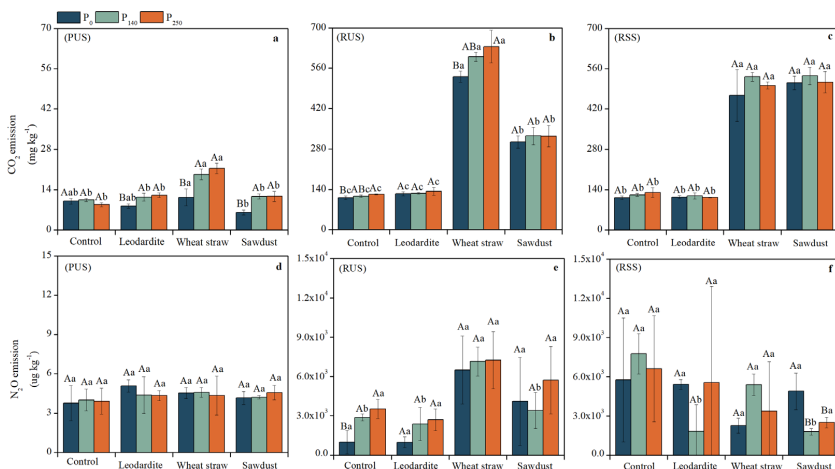 P0 P140 P250
(PUS) a
CO2 emission
(mg kg-1)
70
56
42
28
14
0
Aab Ab Ab
Bab Ab Ab
Ba Aa Aa
Bb Ab Ab
Control Leodardite Wheat straw Sawdust
(RUS) b
700
560
420
280
140
0
Bc ABc Ac
Ac Ac Ac
Ba ABa Aa
Ab Ab Ab
Control Leodardite Wheat straw Sawdust
(RSS) c
900
720
540
360
180
0
Ab Ab Ab
Ab Ab Ab
Aa Aa Aa
Aa Aa Aa
Control Leodardite Wheat straw Sawdust
(PUS) d
N2O emission
(ug kg-1)
15
12
9
6
3
0
Aa Aa Aa
Aa Aa Aa
Aa Aa Aa
Aa Aa Aa
Control Leodardite Wheat straw Sawdust
(RUS) e
1.5x10^4
1.2x10^4
9.0x10^3
6.0x10^3
3.0x10^3
0.0
Ba Ab Aa
Aa Ab Aa
Aa Aa Aa
Aa Ab Aa
Control Leodardite Wheat straw Sawdust
(RSS) f
1.5x10^4
1.2x10^4
9.0x10^3
6.0x10^3
3.0x10^3
0.0
Aa Aa Aa
Aa Ab Aa
Aa Aa Aa
Aa Bb Ba
Control Leodardite Wheat straw Sawdust